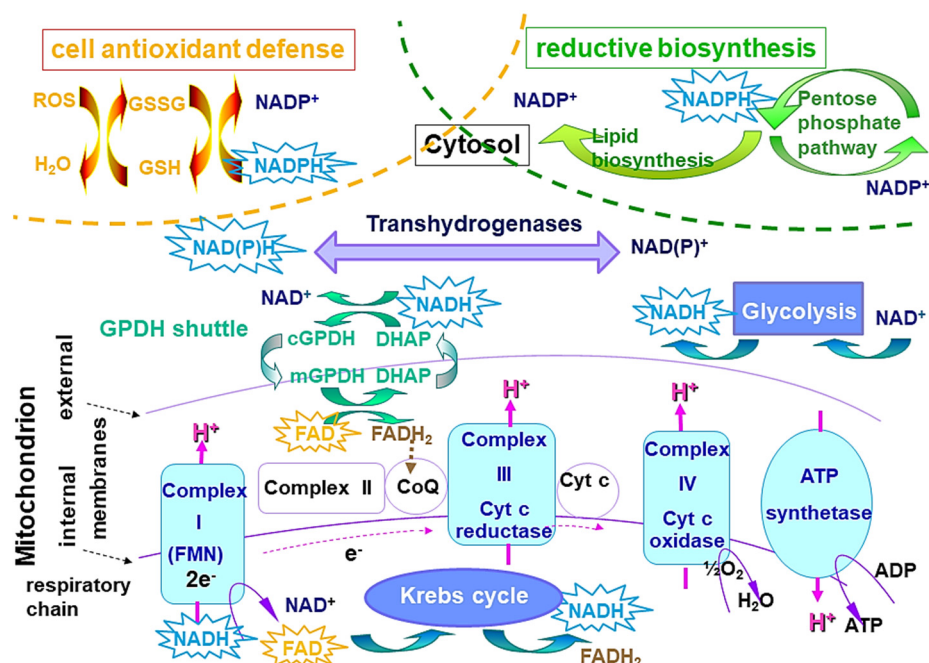 cell antioxidant defense
reductive biosynthesis
ROS
GSSG
NADP⁺
H₂O
GSH
NADPH
NADP⁺
Cytosol
Lipid
biosynthesis
NADPH
Pentose
phosphate
pathway
NADP⁺
Transhydrogenases
NAD(P)H
NAD(P)⁺
NAD⁺
NADH
GPDH shuttle
cGPDH DHAP
mGPDH DHAP
FAD
FADH₂
NADH
Glycolysis
NAD⁺
Mitochondrion
external
internal
membranes
respiratory
chain
H⁺
Complex
I
(FMN)
2e⁻
NADH
NAD⁺
FAD
Complex II
CoQ
e⁻
H⁺
Complex
III
Cyt c
reductase
Cyt c
Krebs cycle
NADH
FADH₂
H⁺
Complex
IV
Cyt c
oxidase
½O₂
H₂O
ATP
synthetase
H⁺
ADP
ATP